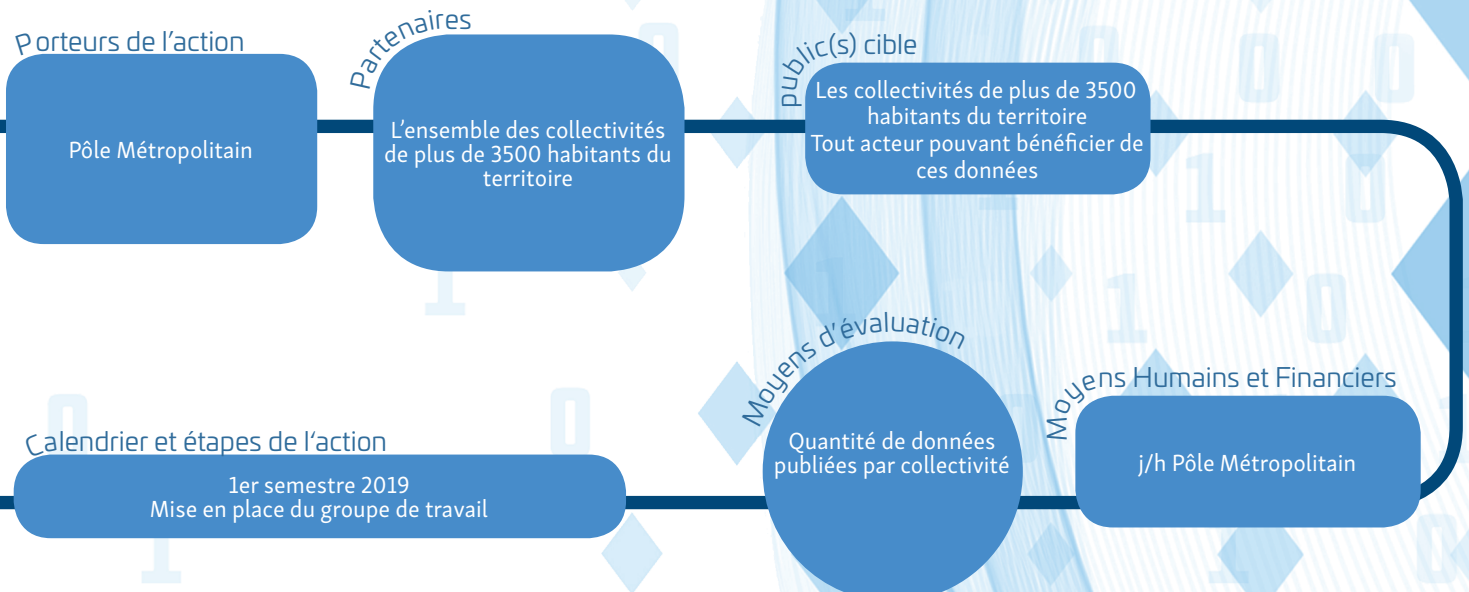 Porteurs de l'action
Pôle Métropolitain
Partenaires
L'ensemble des collectivités
de plus de 3500 habitants du
territoire
public(s) cible
Les collectivités de plus de 3500
habitants du territoire
Tout acteur pouvant bénéficier de
ces données
Moyens Humains et Financiers
j/h Pôle Métropolitain
Moyens d'évaluation
Quantité de données
publiées par collectivité
Calendrier et étapes de l'action
1er semestre 2019
Mise en place du groupe de travail